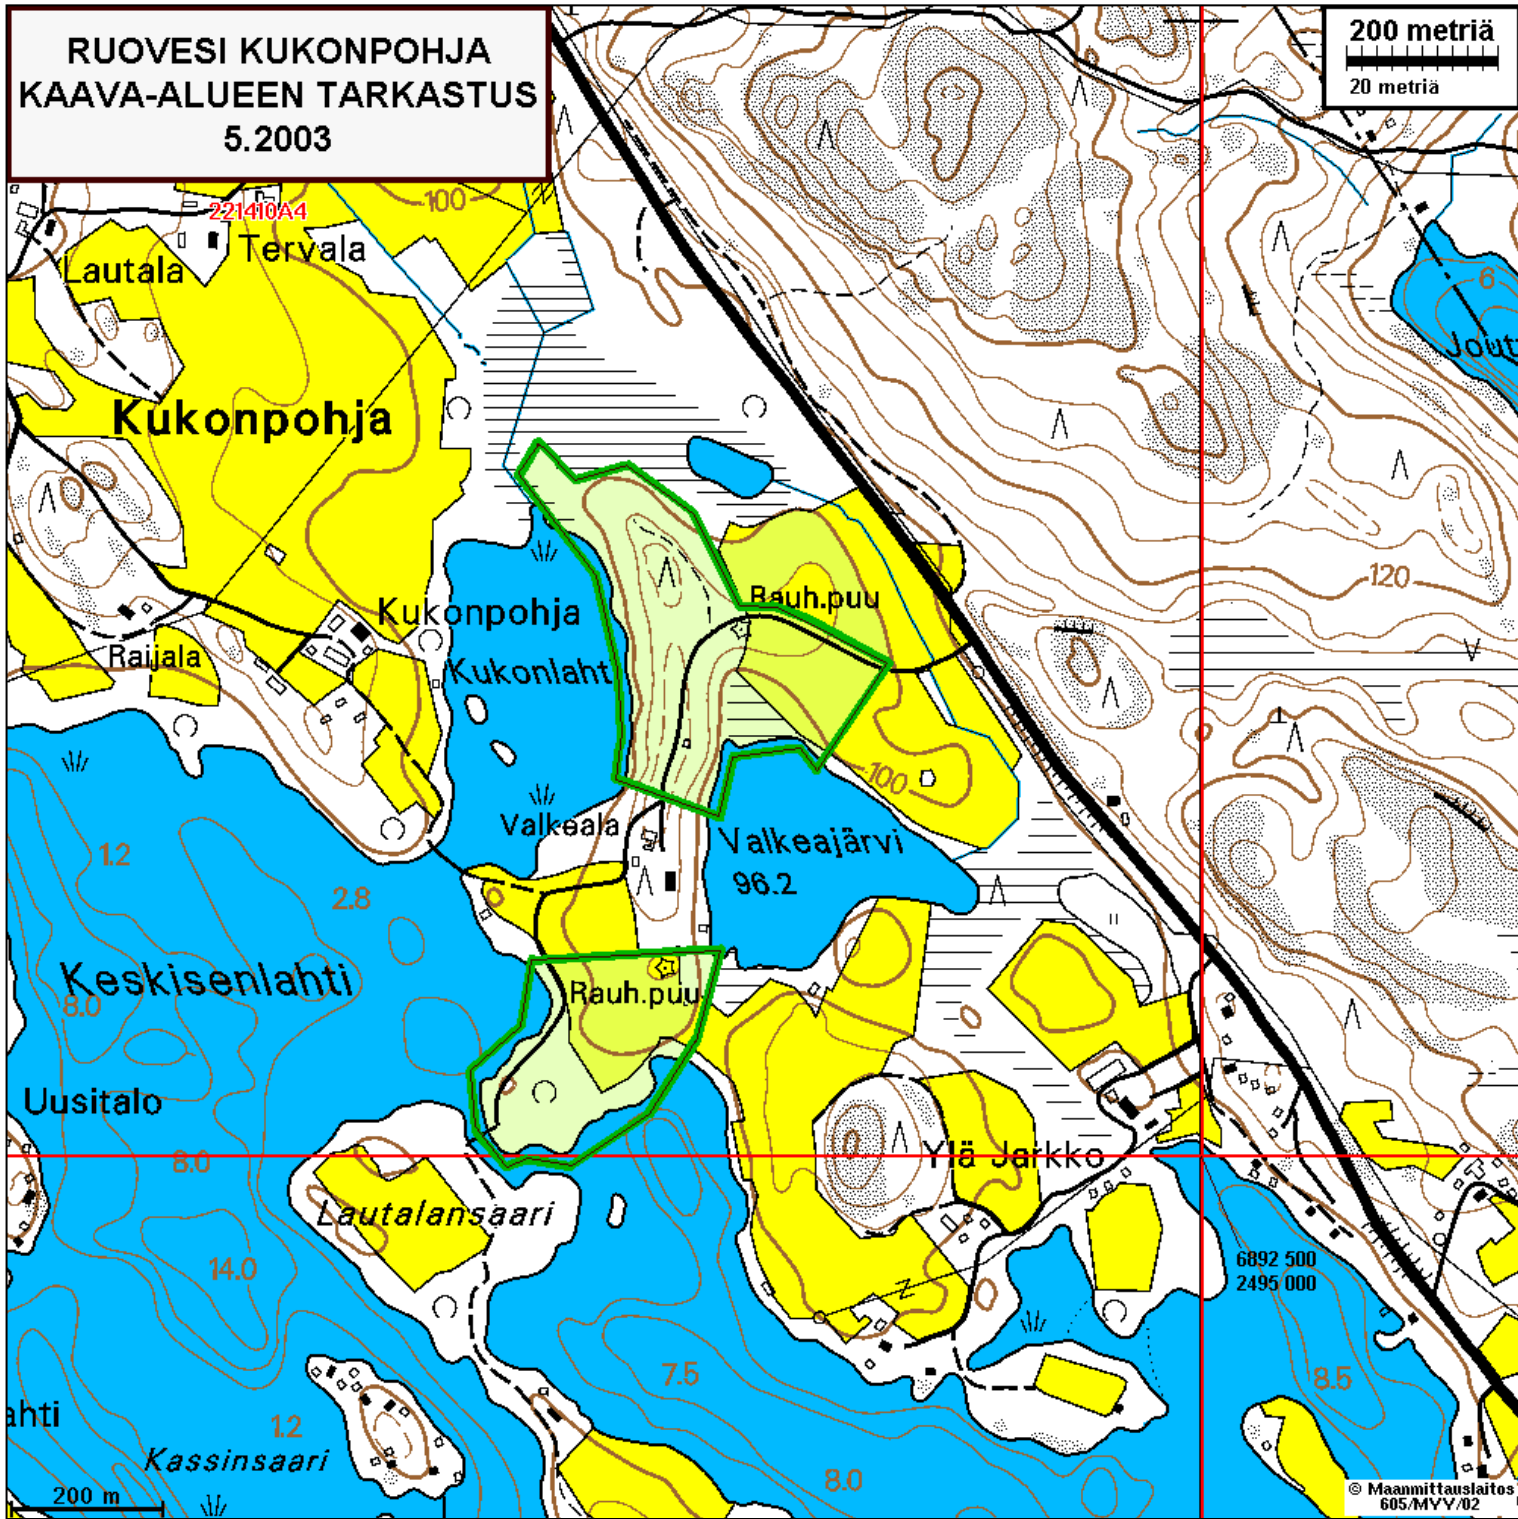 RUOVESI KUKONPOHJA
KAAVA-ALUEEN TARKASTUS
5.2003
200 metriä
20 metriä
221410A4
100
Tervala
Lautala
6
Kukonpohja
120
Rauh.puu
Kukonpohja
Raijala
Kukonlaht
100
Valkeala
Valkeajärvi
96.2
1.2
2.8
Keskisenlahti
8.0
Rauh.puu
Uusitalo
8.0
Ylä Jarkko
Lautalansaari
14.0
6892 500
2495 000
7.5
8.5
ahti
1.2
Kassinsaari
8.0
200 m
© Maanmittauslaitos
605/MYY/02